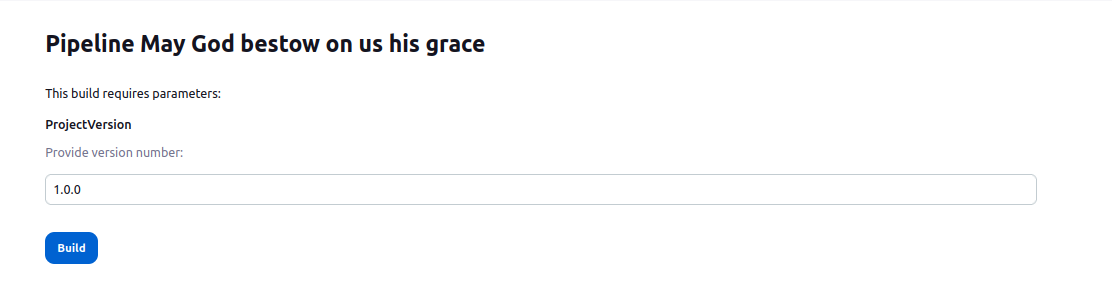 Pipeline May God bestow on us his grace
This build requires parameters:
ProjectVersion
Provide version number:
1.0.0
Build